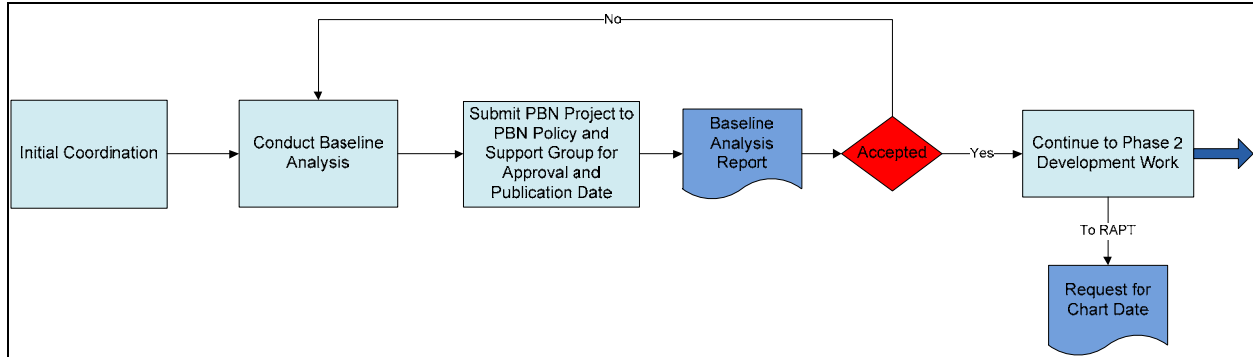 No
Initial Coordination
Conduct Baseline
Analysis
Submit PBN Project to
PBN Policy and
Support Group for
Approval and
Publication Date
Baseline
Analysis
Report
Accepted
Yes
Continue to Phase 2
Development Work
To RAPT
Request for
Chart Date